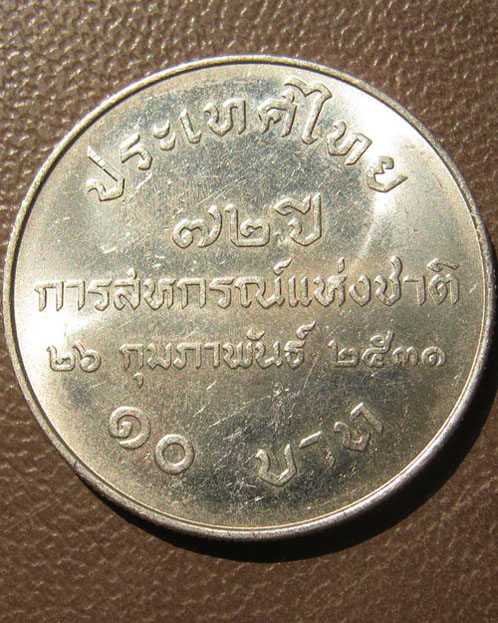 ประเทศไทย
๗๒ ปี
การสหกรณ์แห่งชาติ
๒๖ กุมภาพันธ์ ๒๕๓๑
๑๐ บาท